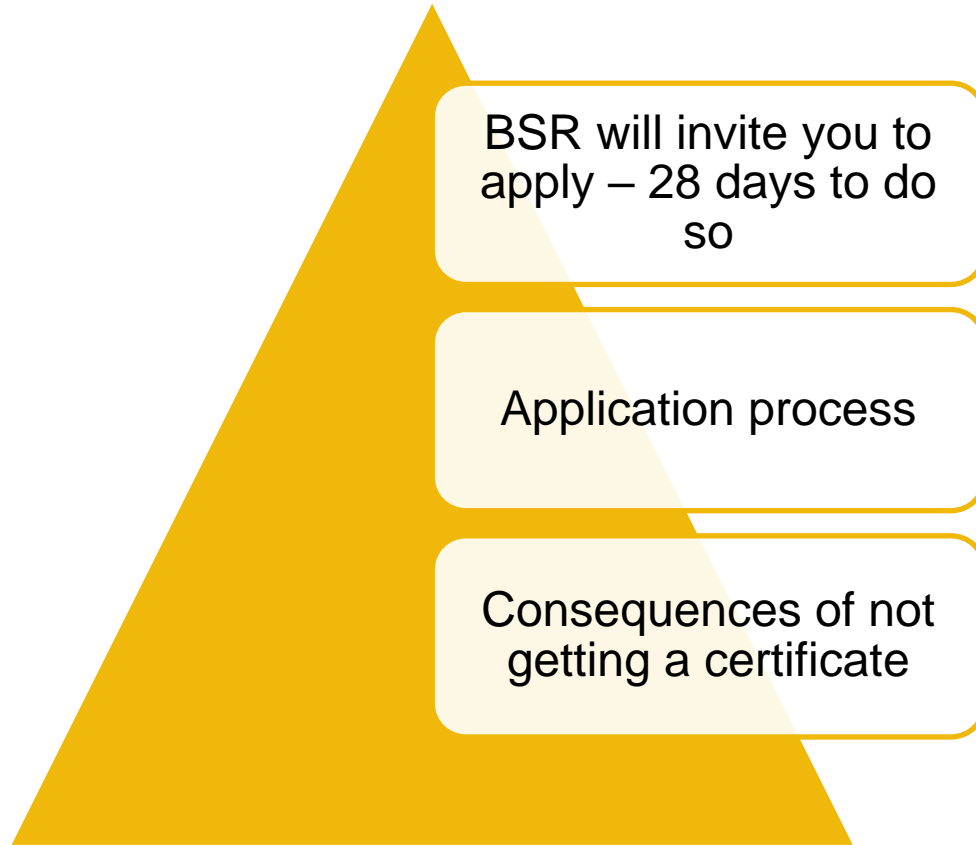 BSR will invite you to
apply – 28 days to do
so
Application process
Consequences of not
getting a certificate